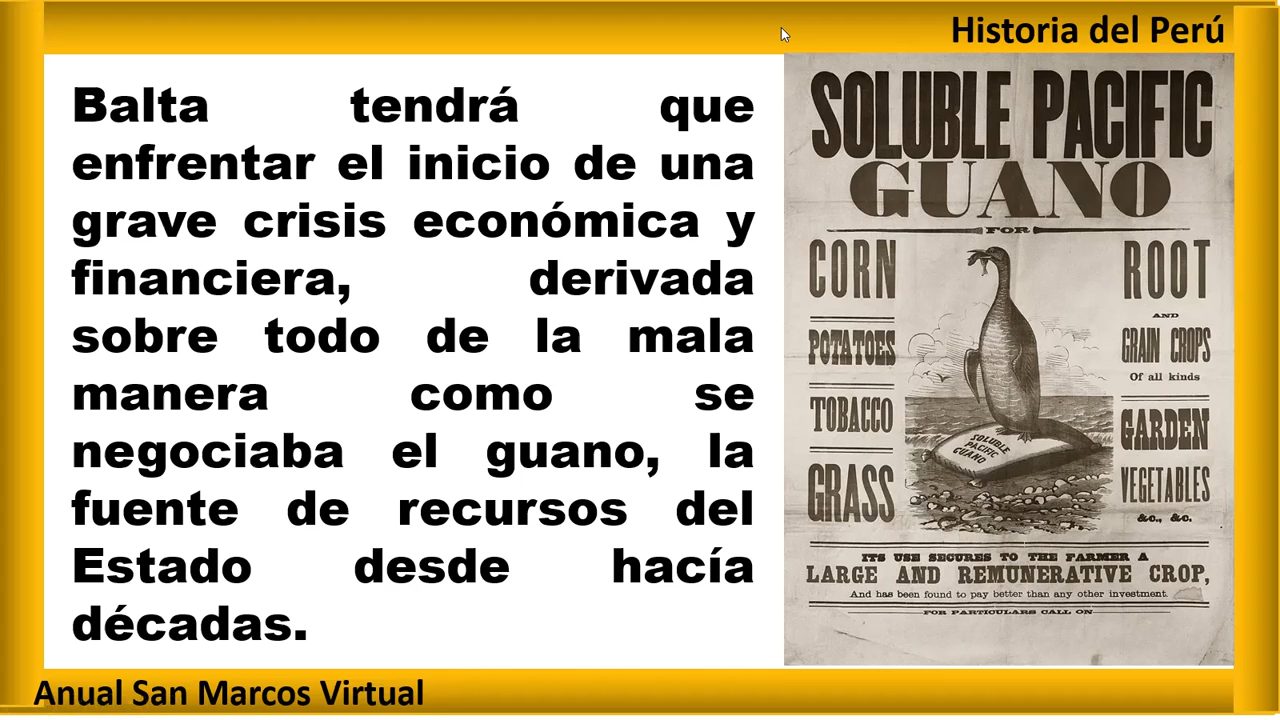 Historia del Perú
Balta tendrá que
enfrentar el inicio de una
grave crisis económica y
financiera, derivada
sobre todo de la mala
manera como se
negociaba el guano, la
fuente de recursos del
Estado desde hacía
décadas.
SOLUBLE PACIFIC
GUANO
FOR
CORN
POTATOES
TOBACCO
GRASS
ROOT
AND
GRAIN CROPS
Of all kinds
GARDEN
VEGETABLES
&c., &c.
SOLUBLE
PACIFIC
GUANO
ITS USE SECURES TO THE FARMER A
LARGE AND REMUNERATIVE CROP,
And has been found to pay better than any other investment.
FOR PARTICULARS CALL ON
Anual San Marcos Virtual